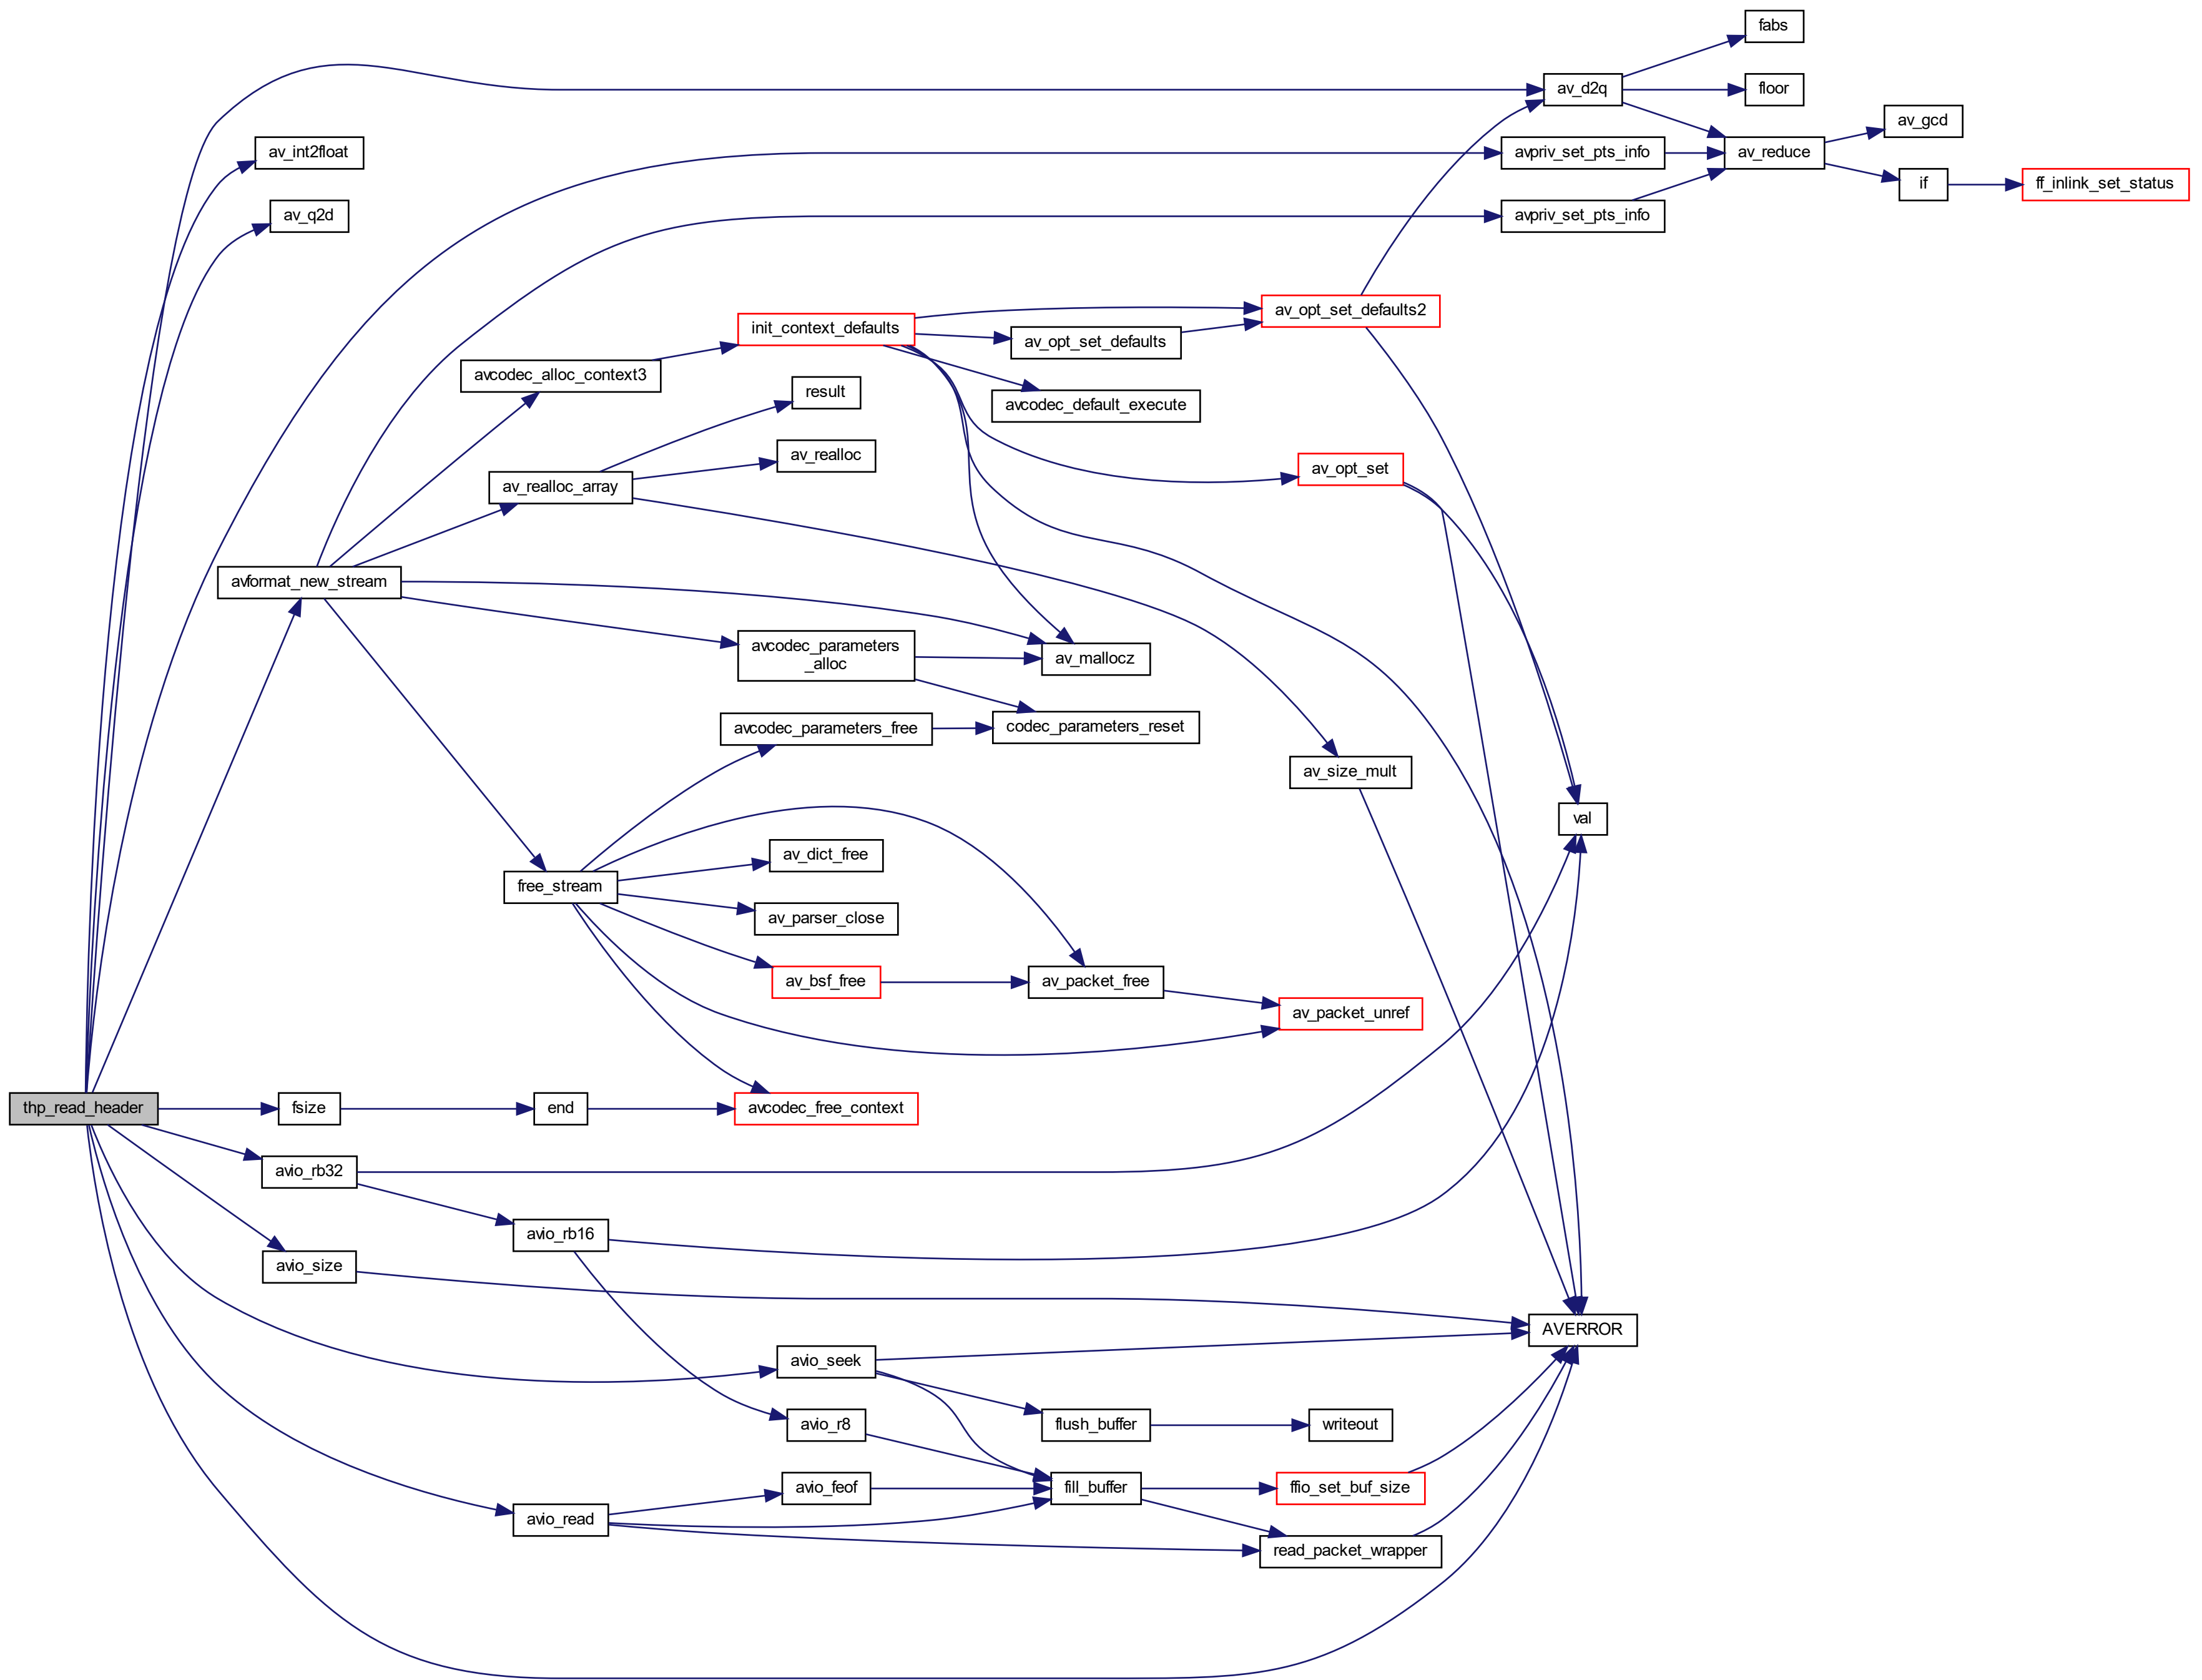 fabs
av_d2q
floor
av_gcd
av_int2float
avpriv_set_pts_info
av_reduce
if
ff_inlink_set_status
av_q2d
avpriv_set_pts_info
init_context_defaults
av_opt_set_defaults2
av_opt_set_defaults
avcodec_alloc_context3
result
avcodec_default_execute
av_realloc
av_opt_set
av_realloc_array
avformat_new_stream
avcodec_parameters
_alloc
av_mallocz
avcodec_parameters_free
codec_parameters_reset
av_size_mult
val
av_dict_free
free_stream
av_parser_close
av_bsf_free
av_packet_free
av_packet_unref
thp_read_header
fsize
end
avcodec_free_context
avio_rb32
avio_rb16
avio_size
AVERROR
avio_seek
avio_r8
flush_buffer
writeout
avio_feof
fill_buffer
ffio_set_buf_size
avio_read
read_packet_wrapper